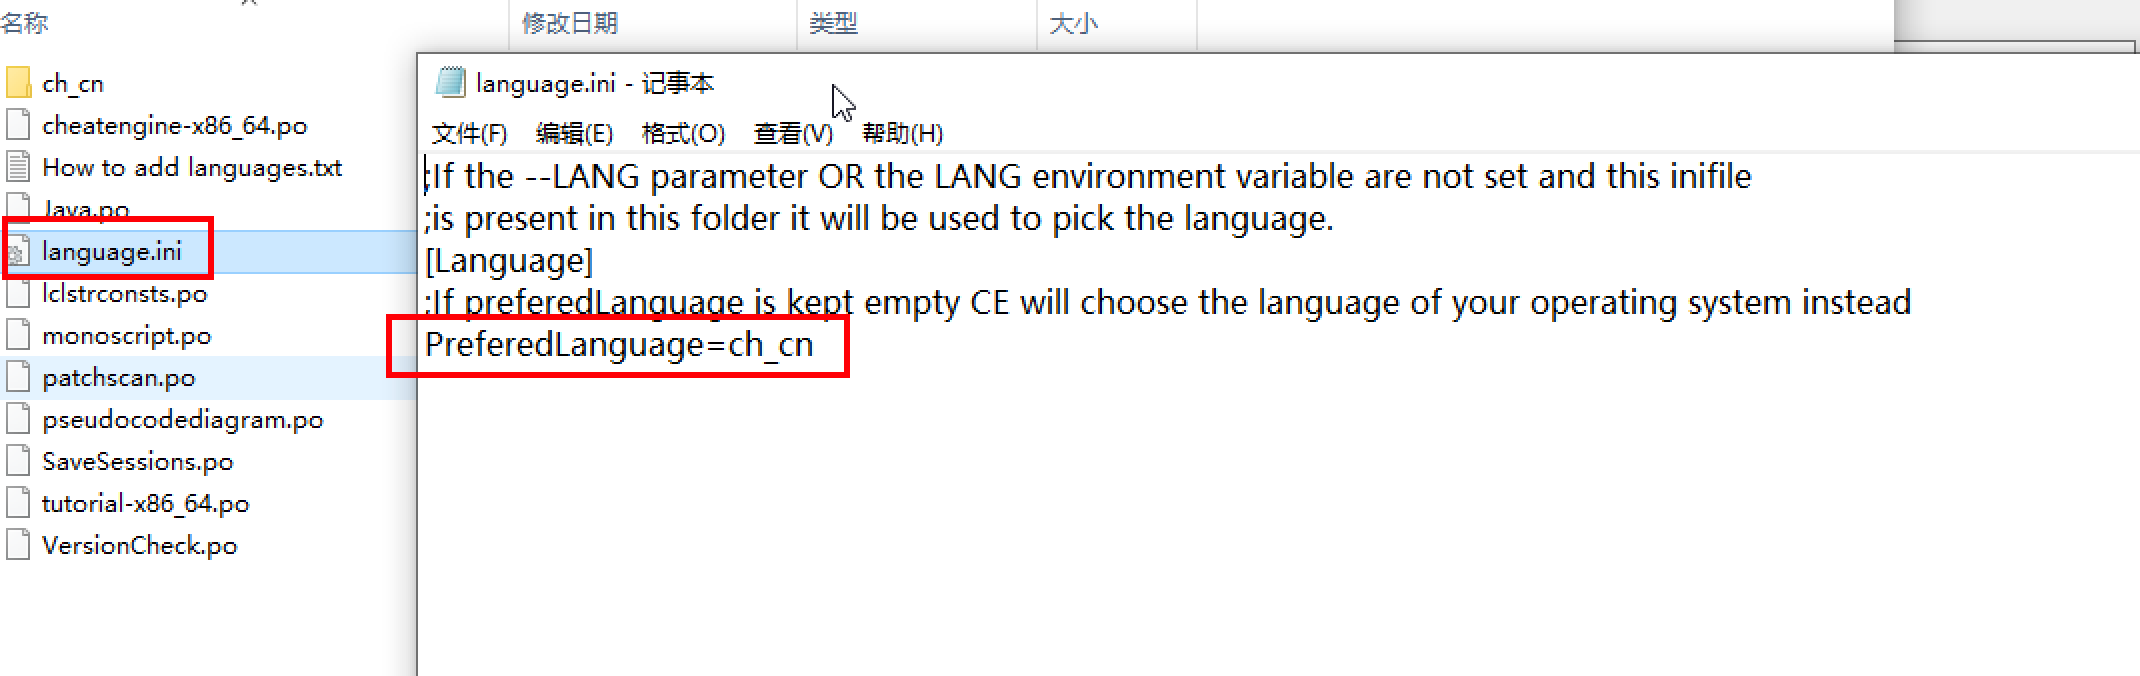 名称 修改日期 类型 大小
ch_cn
cheatengine-x86_64.po
How to add languages.txt
Java.po
language.ini
lclstrconsts.po
monoscript.po
patchscan.po
pseudocodediagram.po
SaveSessions.po
tutorial-x86_64.po
VersionCheck.po
language.ini - 记事本
文件(F) 编辑(E) 格式(O) 查看(V) 帮助(H)
;If the --LANG parameter OR the LANG environment variable are not set and this inifile
;is present in this folder it will be used to pick the language.
[Language]
;If preferedLanguage is kept empty CE will choose the language of your operating system instead
PreferedLanguage=ch_cn